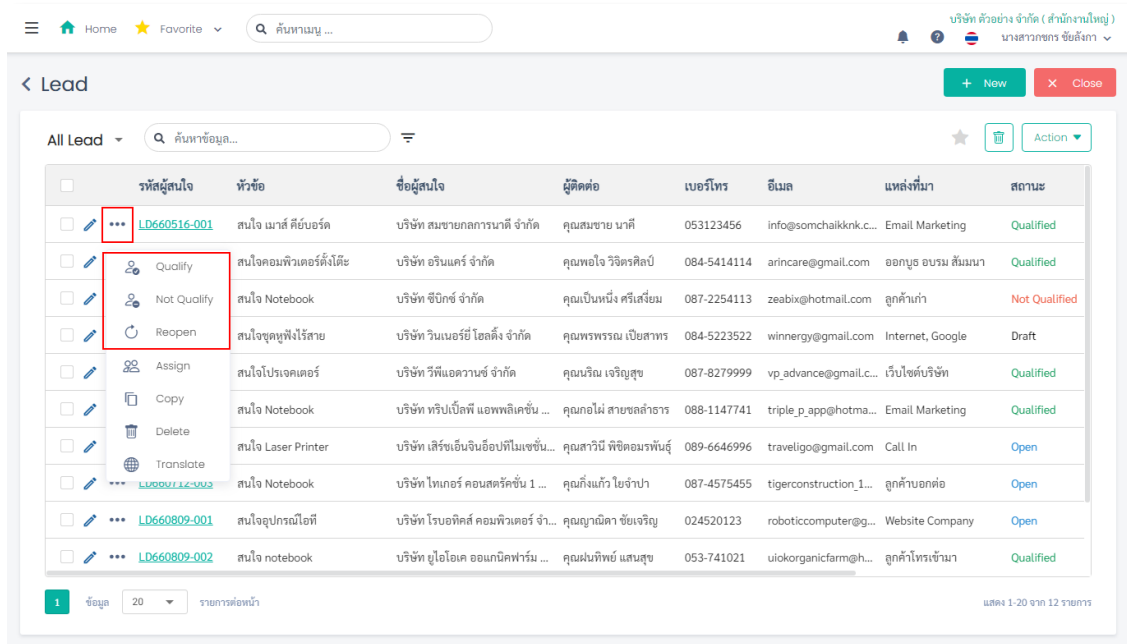 บริษัท ตัวอย่าง จำกัด ( สำนักงานใหญ่ )
Home Favorite ค้นหาเมนู ... นางสาวกชกร ชัยลังกา
Lead + New × Close
All Lead ค้นหาข้อมูล... Action
รหัสผู้สนใจ หัวข้อ ชื่อผู้สนใจ ผู้ติดต่อ เบอร์โทร อีเมล แหล่งที่มา สถานะ
LD660516-001 สนใจ เมาส์ คีย์บอร์ด บริษัท สมชายกลการนาดี จำกัด คุณสมชาย นาคี 053123456 info@somchaikknk.c... Email Marketing Qualified
Qualify สนใจคอมพิวเตอร์ตั้งโต๊ะ บริษัท อรินแคร์ จำกัด คุณพอใจ วิจิตรศิลป์ 084-5414114 arincare@gmail.com ออกบูธ อบรม สัมมนา Qualified
Not Qualify สนใจ Notebook บริษัท ซีบิกซ์ จำกัด คุณเป็นหนึ่ง ศรีเสงี่ยม 087-2254113 zeabix@hotmail.com ลูกค้าเก่า Not Qualified
Reopen สนใจชุดหูฟังไร้สาย บริษัท วินเนอร์ยี่ โฮลดิ้ง จำกัด คุณพรพรรณ เปียสาทร 084-5223522 winnergy@gmail.com Internet, Google Draft
Assign สนใจโปรเจคเตอร์ บริษัท วีพีแอดวานซ์ จำกัด คุณนริณ เจริญสุข 087-8279999 vp_advance@gmail.c... เว็บไซต์บริษัท Qualified
Copy สนใจ Notebook บริษัท ทริปเปิ้ลพี แอพพลิเคชั่น ... คุณกอไผ่ สายชลลำธาร 088-1147741 triple_p_app@hotma... Email Marketing Qualified
Delete สนใจ Laser Printer บริษัท เสิร์ชเอ็นจินอ็อปทิไมเซชั่น... คุณสาวินี พิชิตอมรพันธุ์ 089-6646996 traveligo@gmail.com Call In Open
Translate
LD660712-003 สนใจ Notebook บริษัท ไทเกอร์ คอนสตรัคชั่น 1 ... คุณกิ่งแก้ว ใยจำปา 087-4575455 tigerconstruction_1... ลูกค้าบอกต่อ Open
LD660809-001 สนใจอุปกรณ์ไอที บริษัท โรบอทิคส์ คอมพิวเตอร์ จำ... คุณญาณิดา ชัยเจริญ 024520123 roboticcomputer@g... Website Company Open
LD660809-002 สนใจ notebook บริษัท ยูไอโอเค ออแกนิคฟาร์ม ... คุณฝนทิพย์ แสนสุข 053-741021 uiokorganicfarm@h... ลูกค้าโทรเข้ามา Qualified
1 ข้อมูล 20 รายการต่อหน้า แสดง 1-20 จาก 12 รายการ